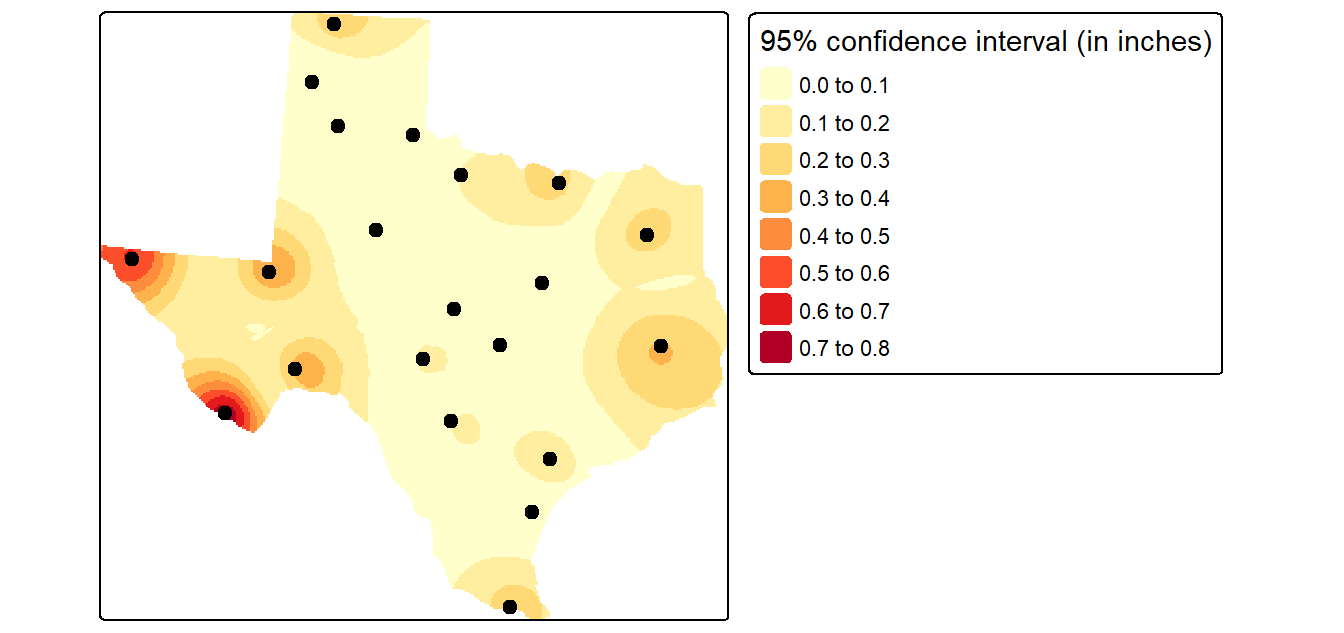 95% confidence interval (in inches)
0.0 to 0.1
0.1 to 0.2
0.2 to 0.3
0.3 to 0.4
0.4 to 0.5
0.5 to 0.6
0.6 to 0.7
0.7 to 0.8